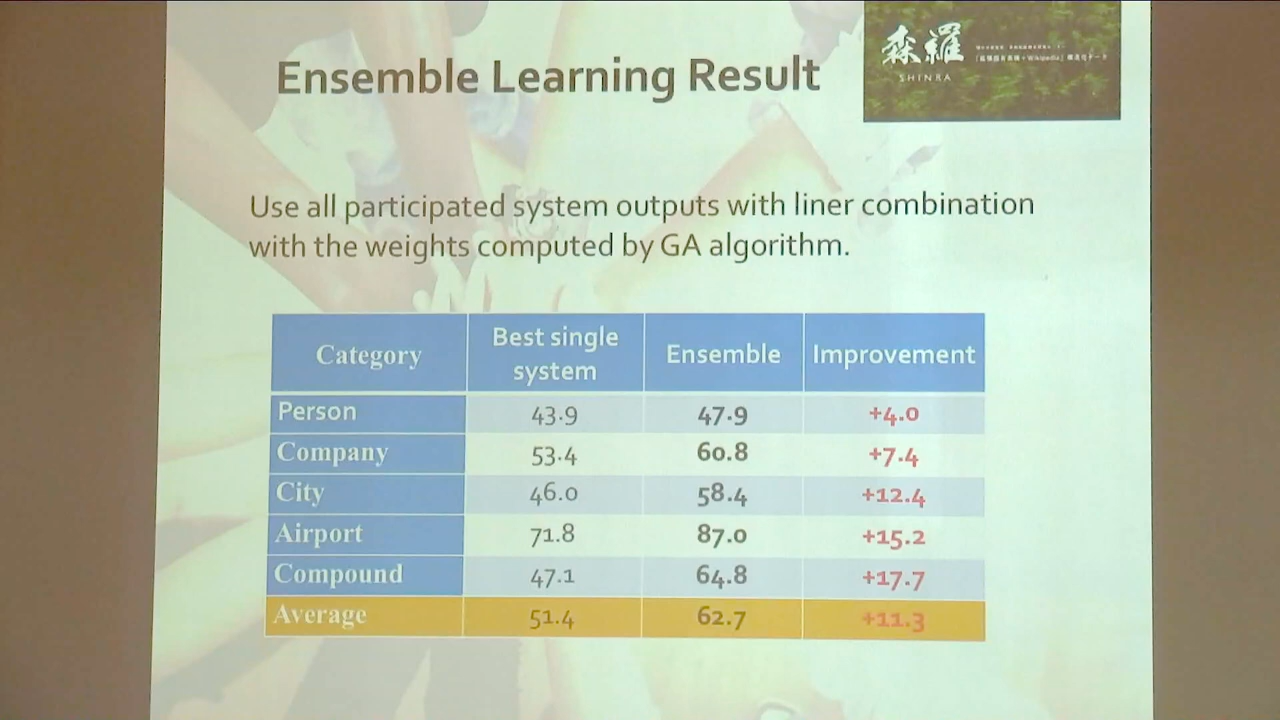 Ensemble Learning Result
森羅
SHINRA
Use all participated system outputs with liner combination
with the weights computed by GA algorithm.
Category Best single system Ensemble Improvement
Person 43.9 47.9 +4.0
Company 53.4 60.8 +7.4
City 46.0 58.4 +12.4
Airport 71.8 87.0 +15.2
Compound 47.1 64.8 +17.7
Average 51.4 62.7 +11.3